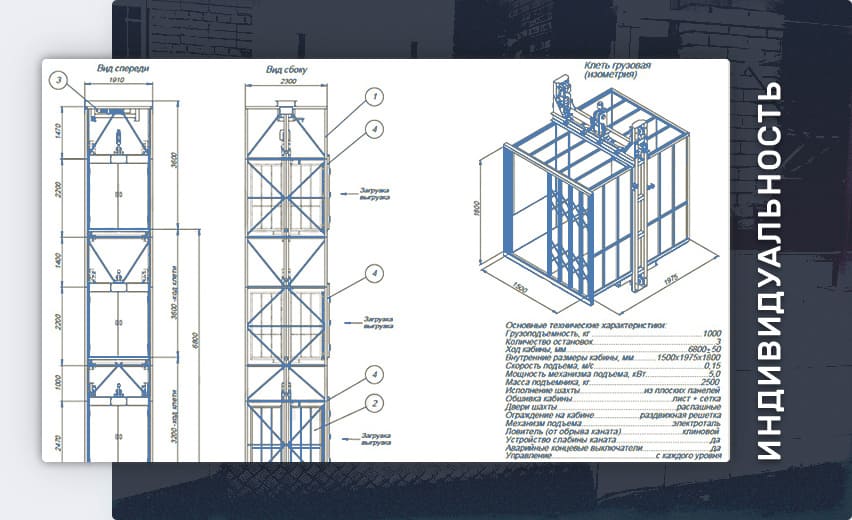 Вид спереди
1910
3
1470
2200
1400
2200
1000
2470
3600
3600 -ход клети
6800
3200 -ход клети
Вид сбоку
2300
1
4
Загрузка
выгрузка
4
Загрузка
выгрузка
4
2
Загрузка
выгрузка
Клеть грузовая
(изометрия)
1800
1500
1975
Основные технические характеристики:
Грузоподъемность, кг 1000
Количество остановок 3
Ход кабины, мм 6800±50
Внутренние размеры кабины, мм 1500х1975х1800
Скорость подъема, м/с 0,15
Мощность механизма подъема, кВт 5,0
Масса подъемника, кг 2500
Исполнение шахты из плоских панелей
Обшивка кабины лист + сетка
Двери шахты распашные
Ограждение на кабине раздвижная решетка
Механизм подъема электроталь
Ловитель (от обрыва каната) клиновой
Устройство слабины каната да
Аварийные концевые выключатели да
Управление с каждого уровня
ИНДИВИДУАЛЬНОСТЬ